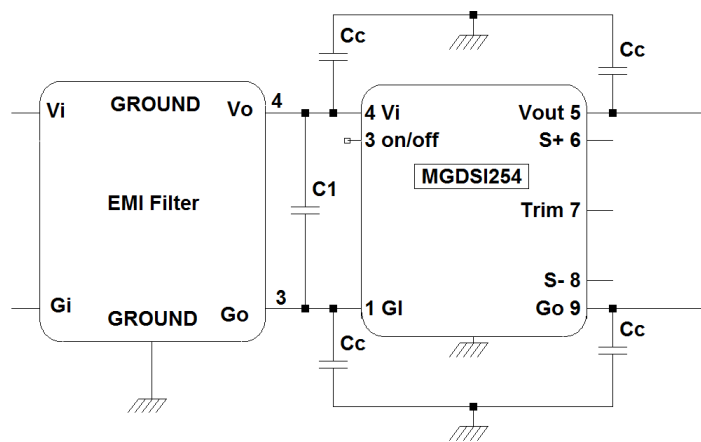 Cc
Cc
GROUND
Vi
Vo
4
4 Vi
Vout 5
3 on/off
S+ 6
MGDSI254
C1
EMI Filter
Trim 7
S- 8
Gi
3
1 GI
Go 9
GROUND
Go
Cc
Cc